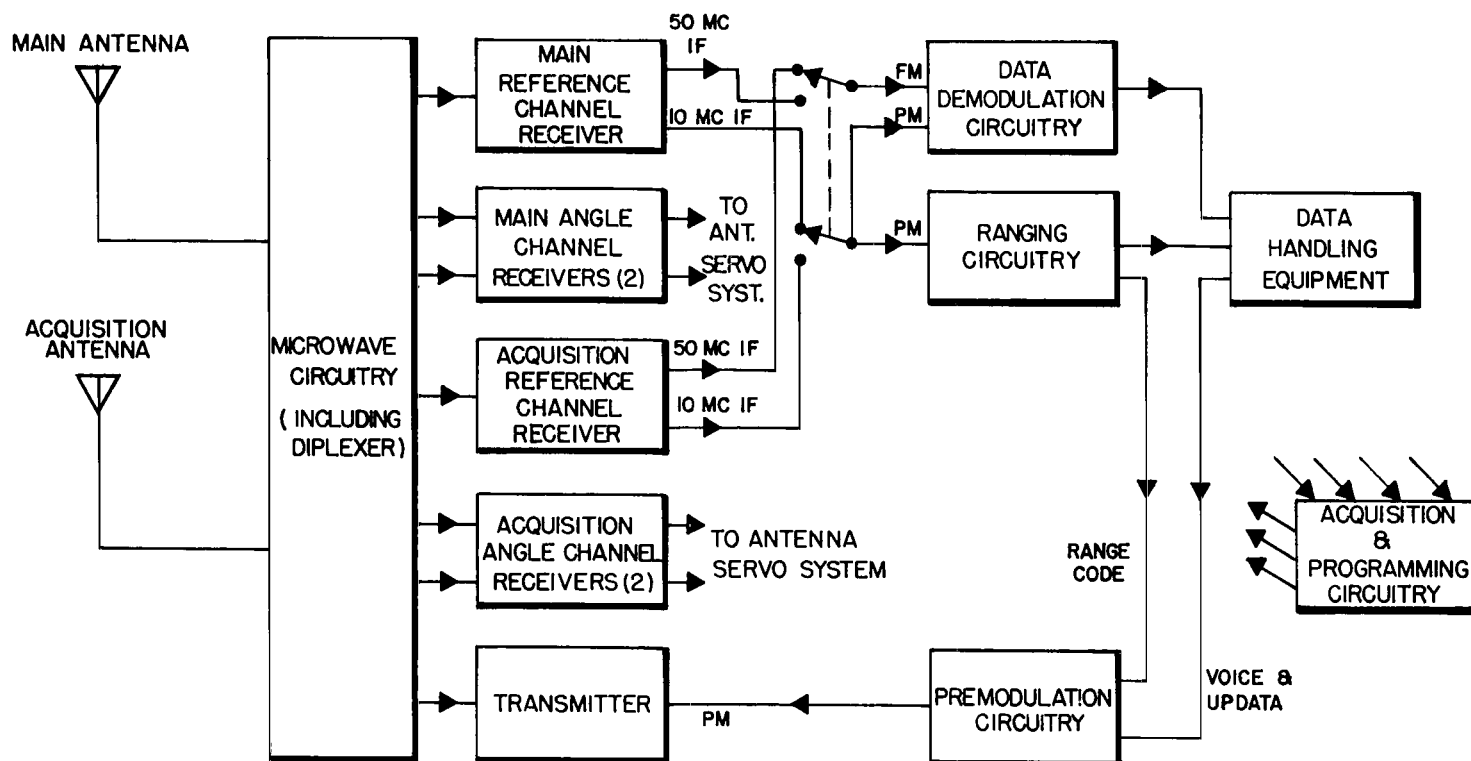 MAIN ANTENNA
ACQUISITION
ANTENNA
MICROWAVE
CIRCUITRY
( INCLUDING
DIPLEXER)
MAIN
REFERENCE
CHANNEL
RECEIVER
50 MC
IF
10 MC IF
MAIN ANGLE
CHANNEL
RECEIVERS (2)
TO
ANT.
SERVO
SYST.
ACQUISITION
REFERENCE
CHANNEL
RECEIVER
50 MC IF
10 MC IF
ACQUISITION
ANGLE CHANNEL
RECEIVERS (2)
TO ANTENNA
SERVO SYSTEM
TRANSMITTER
PM
FM
PM
DATA
DEMODULATION
CIRCUITRY
PM
RANGING
CIRCUITRY
DATA
HANDLING
EQUIPMENT
RANGE
CODE
VOICE &
UPDATA
PREMODULATION
CIRCUITRY
ACQUISITION
&
PROGRAMMING
CIRCUITRY